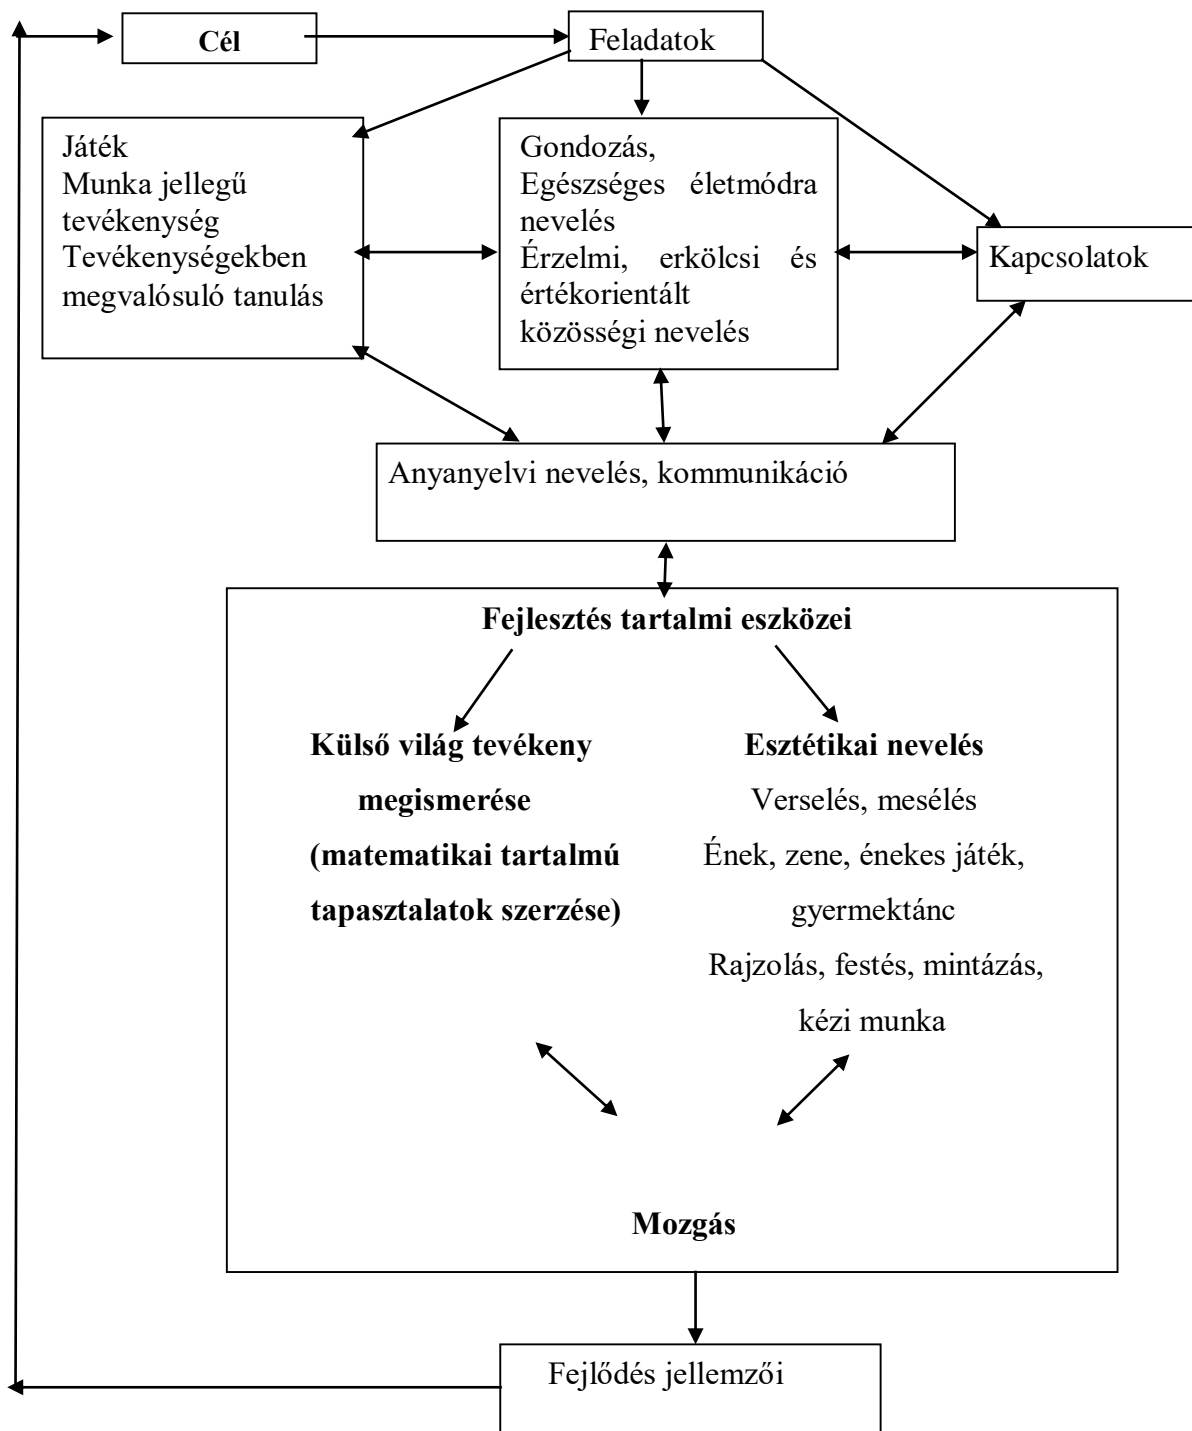 Cél
Feladatok
Játék
Munka jellegű
tevékenység
Tevékenységekben
megvalósuló tanulás
Gondozás,
Egészséges életmódra
nevelés
Érzelmi, erkölcsi és
értékorientált
közösségi nevelés
Kapcsolatok
Anyanyelvi nevelés, kommunikáció
Fejlesztés tartalmi eszközei
Külső világ tevékeny
megismerése
(matematikai tartalmú
tapasztalatok szerzése)
Esztétikai nevelés
Verselés, mesélés
Ének, zene, énekes játék,
gyermektánc
Rajzolás, festés, mintázás,
kézi munka
Mozgás
Fejlődés jellemzői